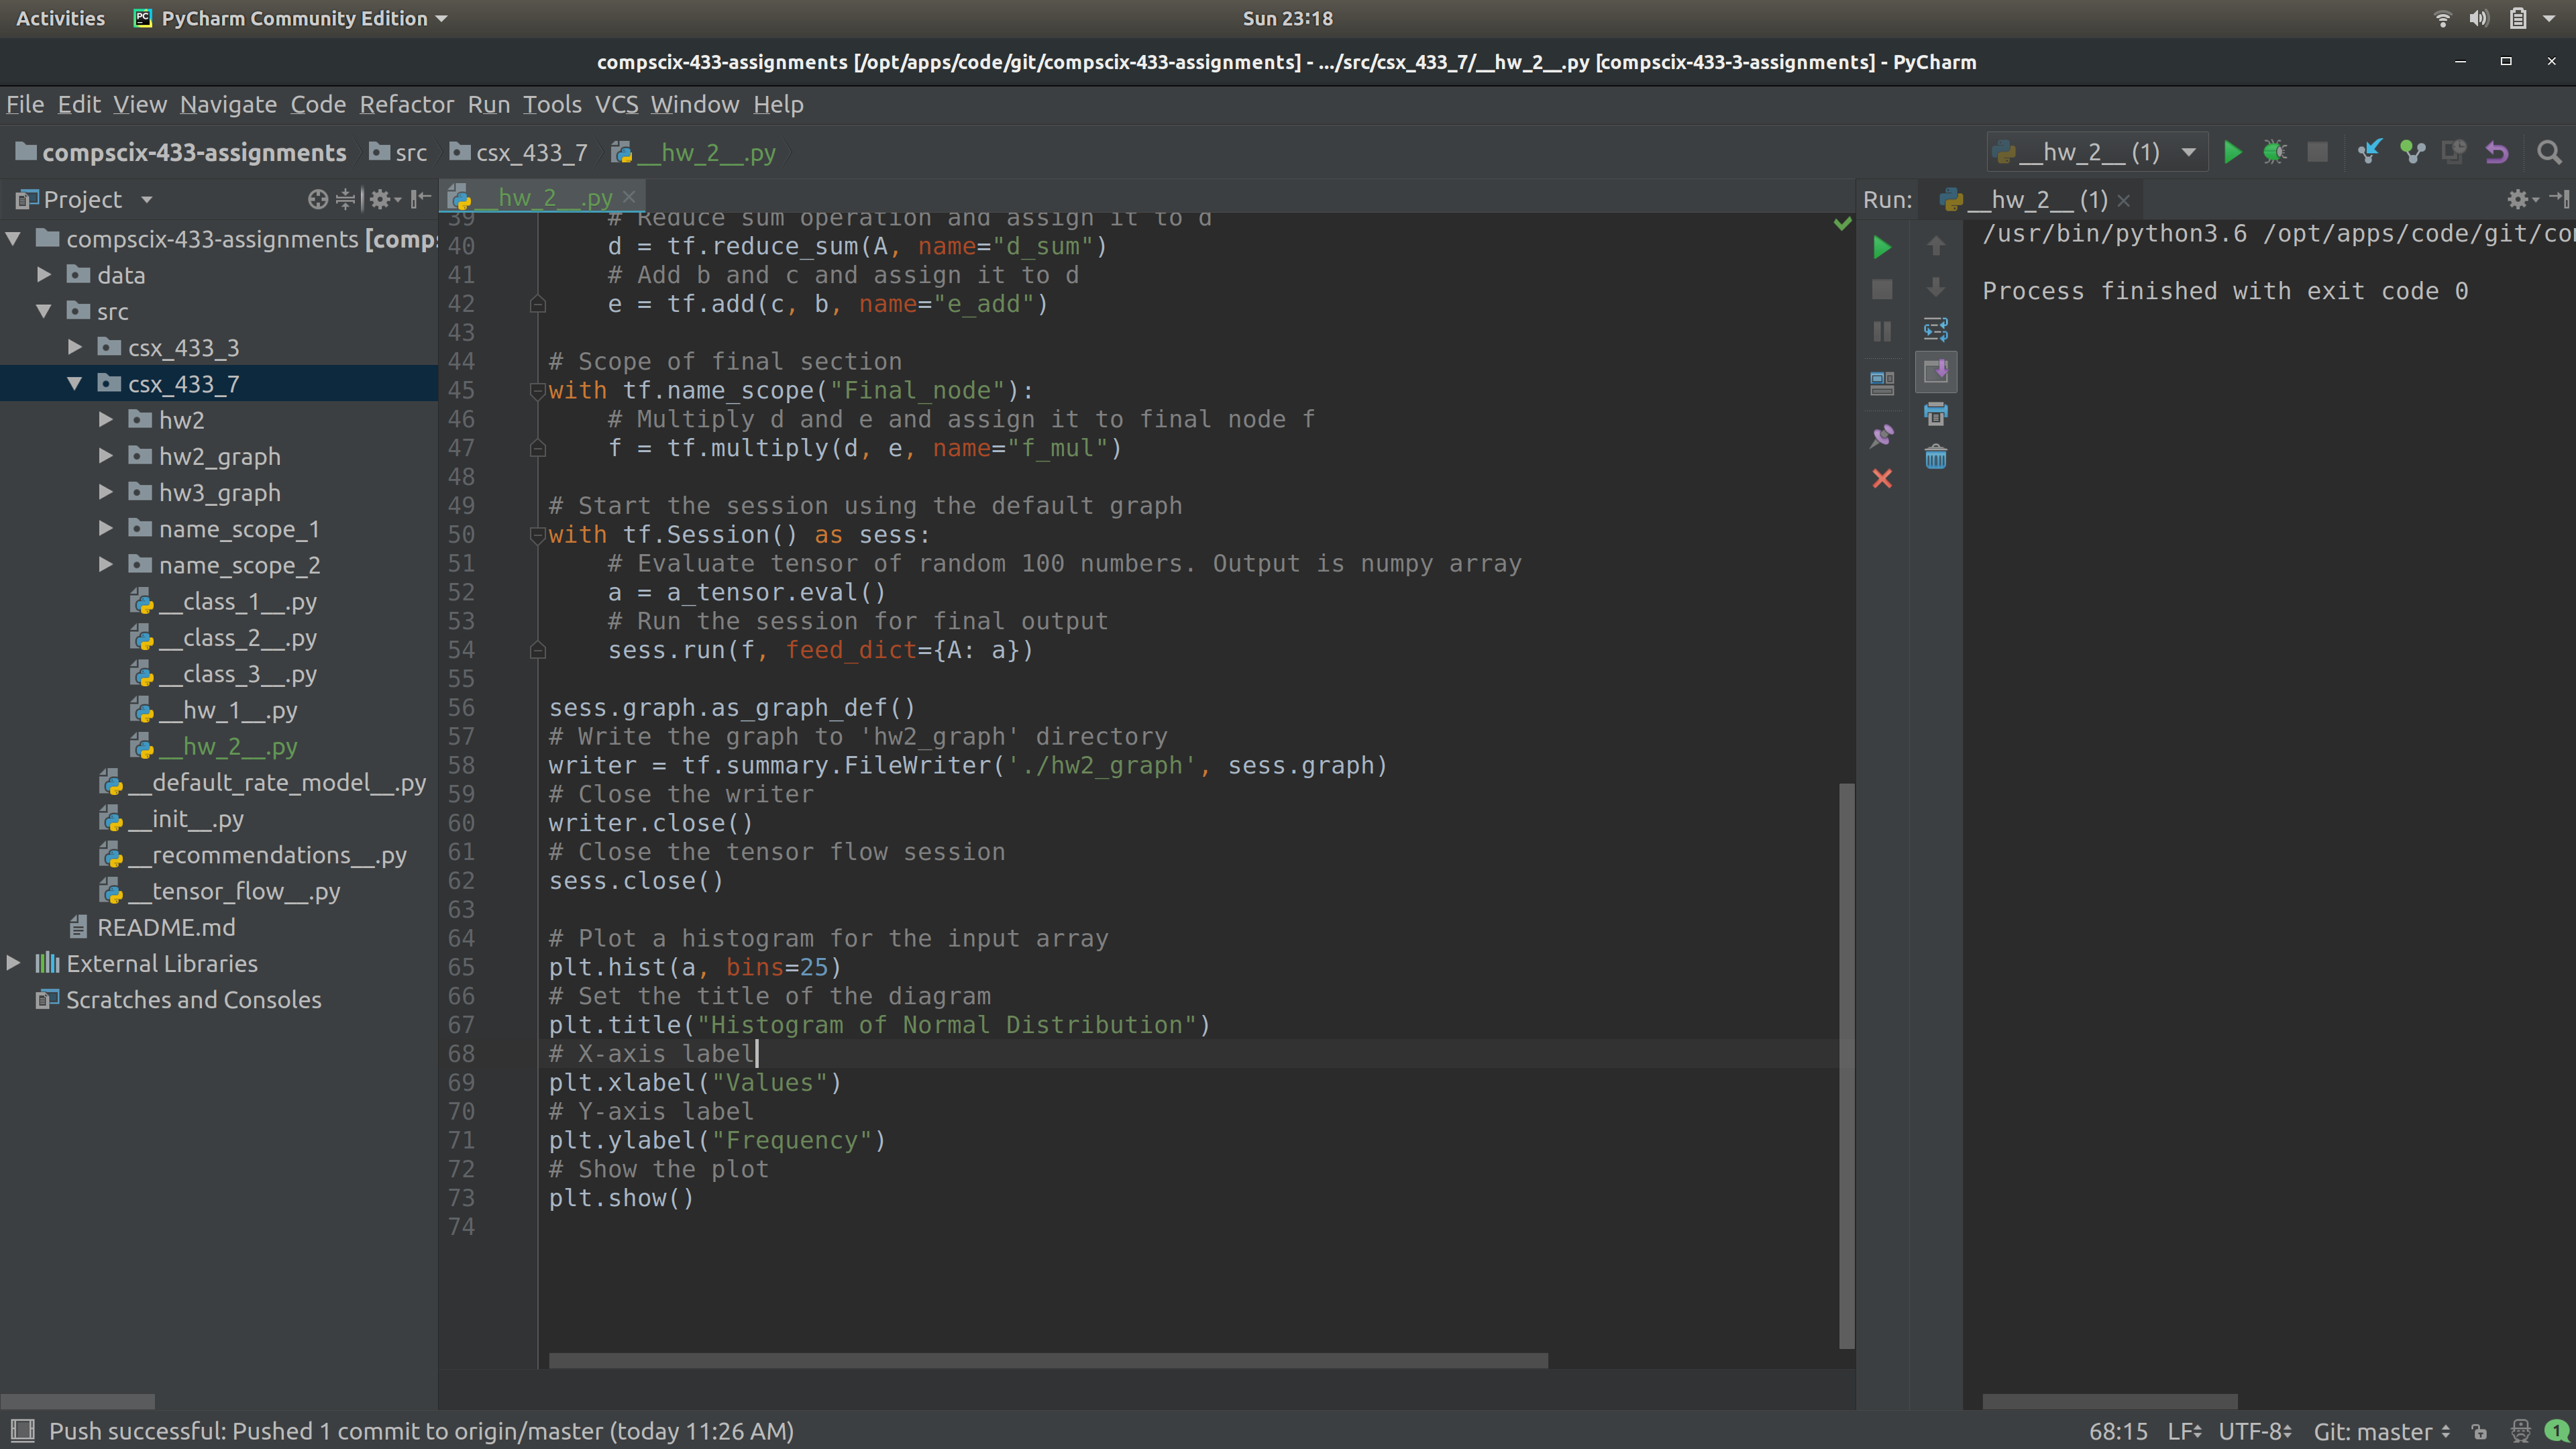 Activities PyCharm Community Edition Sun 23:18
compscix-433-assignments [/opt/apps/code/git/compscix-433-assignments] - .../src/csx_433_7/__hw_2__.py [compscix-433-3-assignments] - PyCharm
File Edit View Navigate Code Refactor Run Tools VCS Window Help
compscix-433-assignments src csx_433_7 __hw_2__.py __hw_2__ (1)
Project
compscix-433-assignments [comp
data
src
csx_433_3
csx_433_7
hw2
hw2_graph
hw3_graph
name_scope_1
name_scope_2
__class_1__.py
__class_2__.py
__class_3__.py
__hw_1__.py
__hw_2__.py
__default_rate_model__.py
__init__.py
__recommendations__.py
__tensor_flow__.py
README.md
External Libraries
Scratches and Consoles
__hw_2__.py
39 # Reduce sum operation and assign it to d
40 d = tf.reduce_sum(A, name="d_sum")
41 # Add b and c and assign it to d
42 e = tf.add(c, b, name="e_add")
43
44 # Scope of final section
45 with tf.name_scope("Final_node"):
46 # Multiply d and e and assign it to final node f
47 f = tf.multiply(d, e, name="f_mul")
48
49 # Start the session using the default graph
50 with tf.Session() as sess:
51 # Evaluate tensor of random 100 numbers. Output is numpy array
52 a = a_tensor.eval()
53 # Run the session for final output
54 sess.run(f, feed_dict={A: a})
55
56 sess.graph.as_graph_def()
57 # Write the graph to 'hw2_graph' directory
58 writer = tf.summary.FileWriter('./hw2_graph', sess.graph)
59 # Close the writer
60 writer.close()
61 # Close the tensor flow session
62 sess.close()
63
64 # Plot a histogram for the input array
65 plt.hist(a, bins=25)
66 # Set the title of the diagram
67 plt.title("Histogram of Normal Distribution")
68 # X-axis label
69 plt.xlabel("Values")
70 # Y-axis label
71 plt.ylabel("Frequency")
72 # Show the plot
73 plt.show()
74
Run: __hw_2__ (1)
/usr/bin/python3.6 /opt/apps/code/git/co
Process finished with exit code 0
Push successful: Pushed 1 commit to origin/master (today 11:26 AM) 68:15 LF UTF-8 Git: master 1